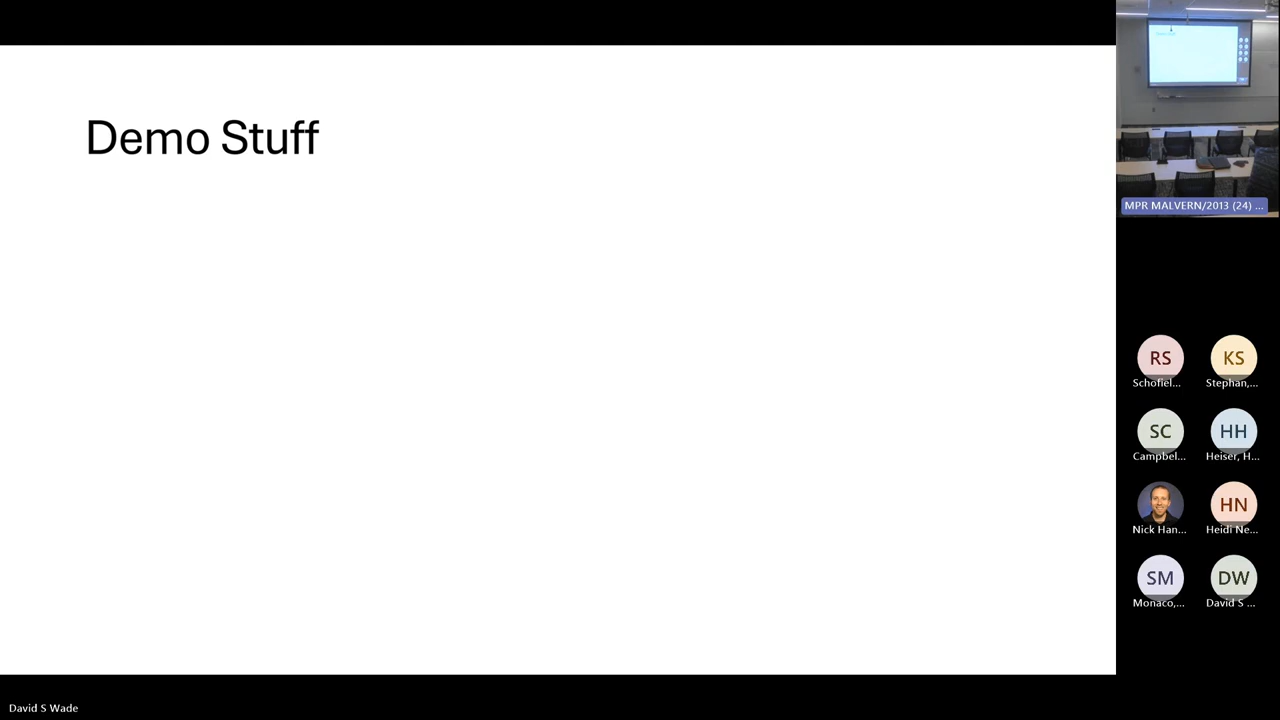 Demo Stuff
MPR MALVERN/2013 (24) ...
RS
KS
Schofiel...
Stephan,...
SC
HH
Campbel...
Heiser, H...
HN
Nick Han...
Heidi Ne...
SM
DW
Monaco,...
David S ...
David S Wade